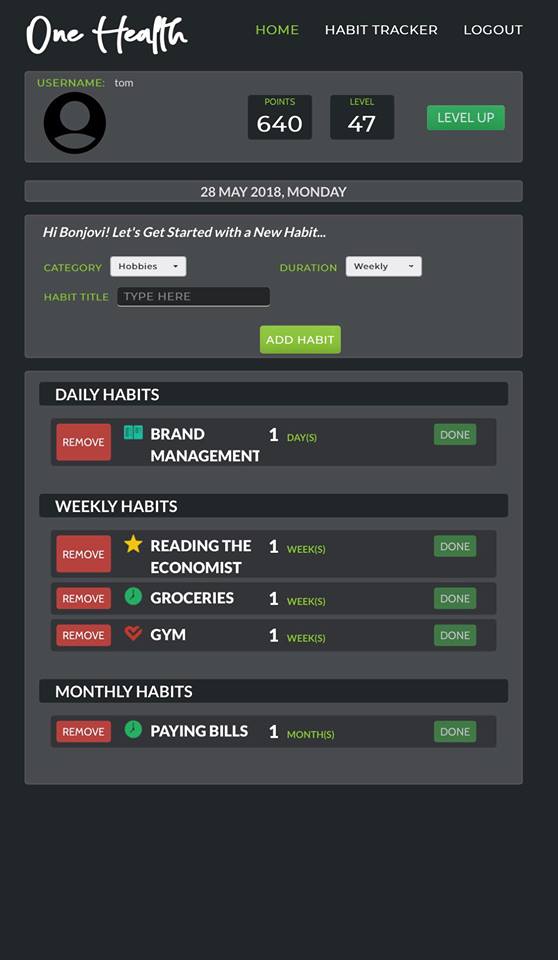 One Health
HOME HABIT TRACKER LOGOUT
USERNAME: tom
POINTS
640
LEVEL
47
LEVEL UP
28 MAY 2018, MONDAY
Hi Bonjovi! Let's Get Started with a New Habit...
CATEGORY Hobbies DURATION Weekly
HABIT TITLE TYPE HERE
ADD HABIT
DAILY HABITS
REMOVE BRAND 1 DAY(S) DONE
MANAGEMENT
WEEKLY HABITS
REMOVE READING THE 1 WEEK(S) DONE
ECONOMIST
REMOVE GROCERIES 1 WEEK(S) DONE
REMOVE GYM 1 WEEK(S) DONE
MONTHLY HABITS
REMOVE PAYING BILLS 1 MONTH(S) DONE